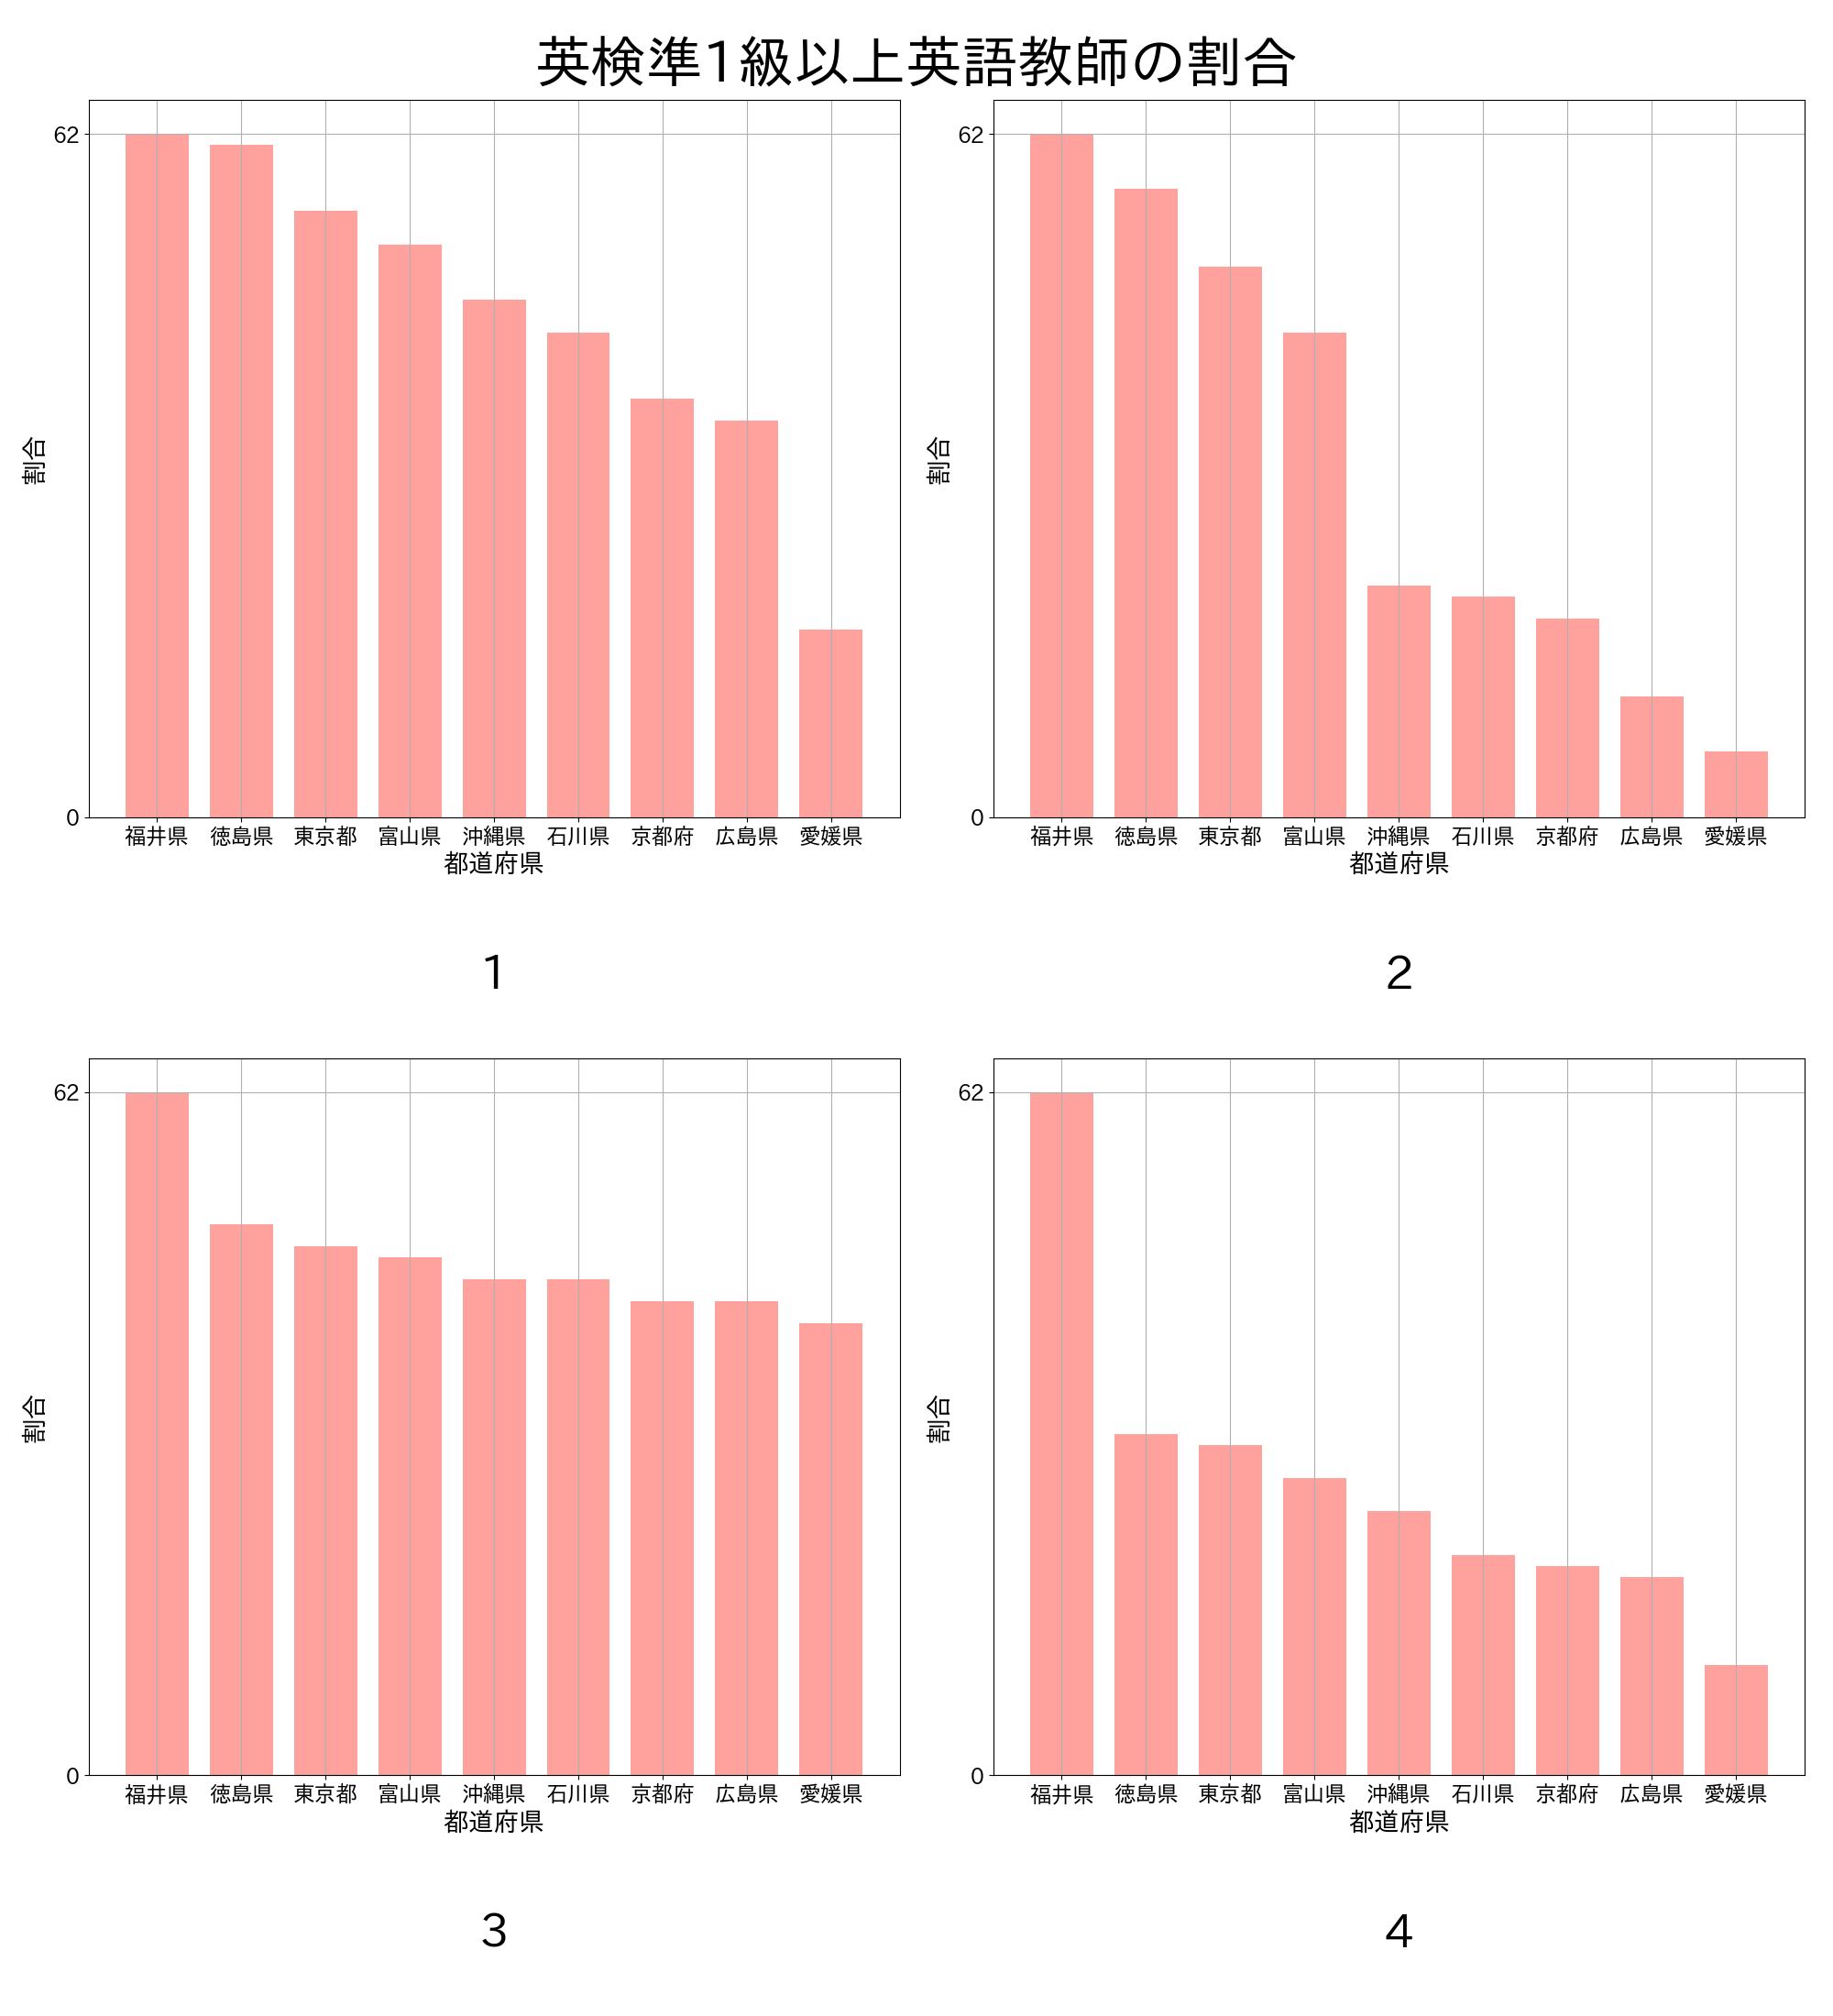 英検準1級以上英語教師の割合
62
0
割合
福井県 徳島県 東京都 富山県 沖縄県 石川県 京都府 広島県 愛媛県
都道府県
1
62
0
割合
福井県 徳島県 東京都 富山県 沖縄県 石川県 京都府 広島県 愛媛県
都道府県
2
62
0
割合
福井県 徳島県 東京都 富山県 沖縄県 石川県 京都府 広島県 愛媛県
都道府県
3
62
0
割合
福井県 徳島県 東京都 富山県 沖縄県 石川県 京都府 広島県 愛媛県
都道府県
4